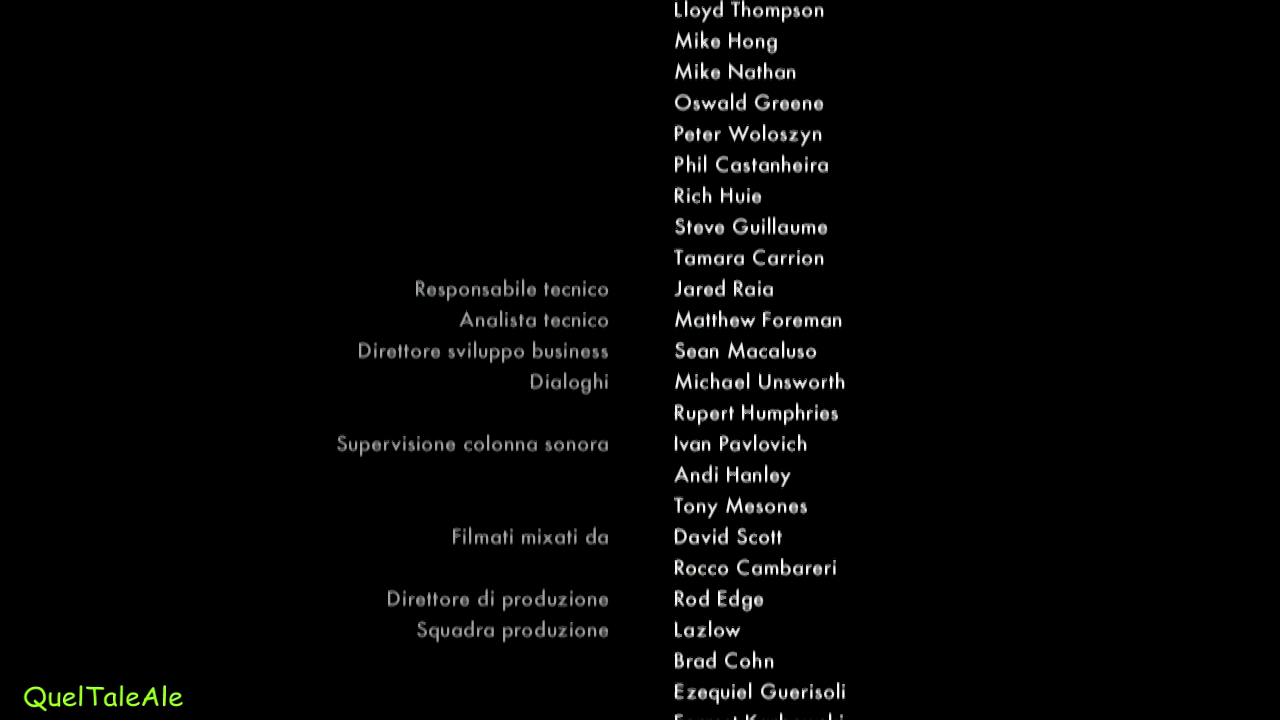 Lloyd Thompson
Mike Hong
Mike Nathan
Oswald Greene
Peter Woloszyn
Phil Castanheira
Rich Huie
Steve Guillaume
Tamara Carrion
Responsabile tecnico Jared Raia
Analista tecnico Matthew Foreman
Direttore sviluppo business Sean Macaluso
Dialoghi Michael Unsworth
Rupert Humphries
Supervisione colonna sonora Ivan Pavlovich
Andi Hanley
Tony Mesones
Filmati mixati da David Scott
Rocco Cambareri
Direttore di produzione Rod Edge
Squadra produzione Lazlow
Brad Cohn
Ezequiel Guerisoli
QuelTaleAle